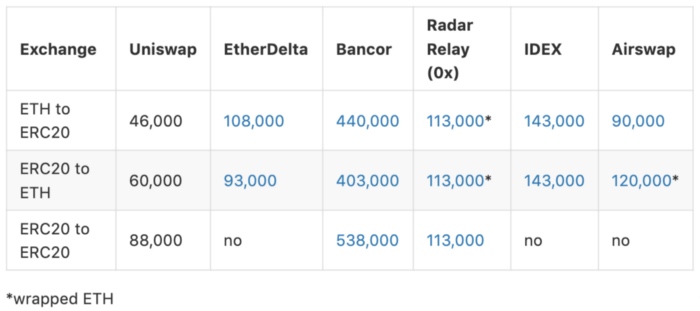 Exchange Uniswap EtherDelta Bancor Radar Relay (0x) IDEX Airswap
ETH to ERC20 46,000 108,000 440,000 113,000* 143,000 90,000
ERC20 to ETH 60,000 93,000 403,000 113,000* 143,000 120,000*
ERC20 to ERC20 88,000 no 538,000 113,000 no no
*wrapped ETH